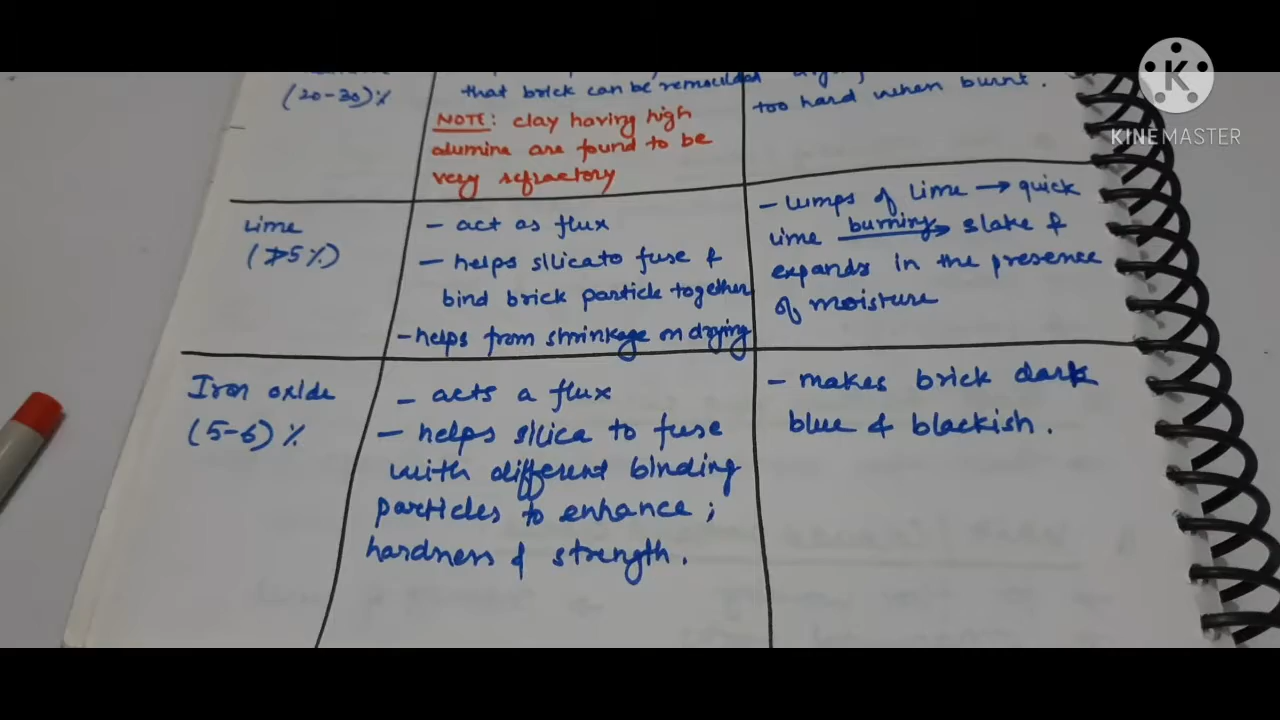 (20-30)%
that brick can be remoulded
too hard when burnt.
NOTE: clay having high
alumina are found to be
very refractory
Lime
(≯5%)
- act as flux
- helps silica to fuse &
bind brick particle together
- helps from shrinkage on drying
- lumps of lime → quick
lime burning → slake &
expands in the presence
of moisture
Iron oxide
(5-6)%
- acts a flux
- helps silica to fuse
with different binding
particles to enhance;
hardness & strength.
- makes brick dark
blue & blackish.
K
KINEMASTER